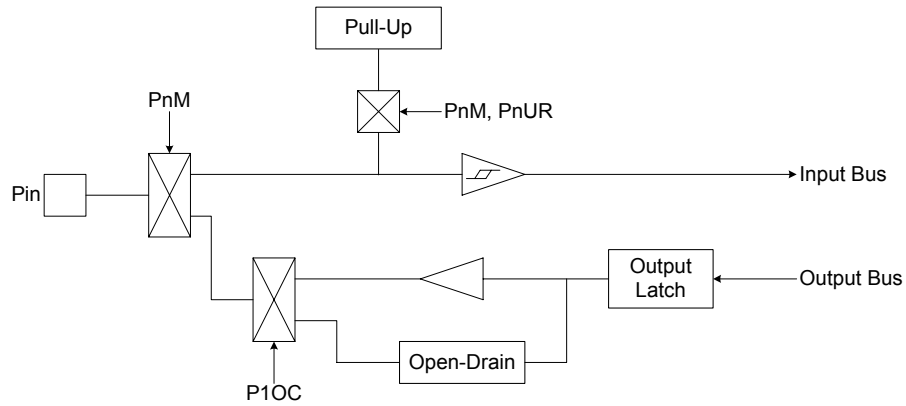 Pull-Up
PnM
PnM, PnUR
Pin
Input Bus
Output
Latch
Output Bus
Open-Drain
P1OC